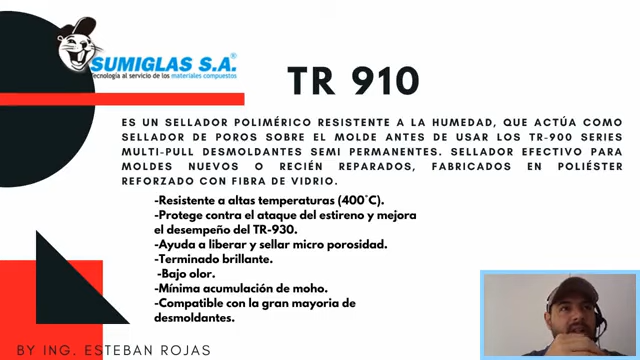 SUMIGLAS S.A.
Tecnología al servicio de los materiales compuestos
TR 910
ES UN SELLADOR POLIMÉRICO RESISTENTE A LA HUMEDAD, QUE ACTÚA COMO
SELLADOR DE POROS SOBRE EL MOLDE ANTES DE USAR LOS TR-900 SERIES
MULTI-PULL DESMOLDANTES SEMI PERMANENTES. SELLADOR EFECTIVO PARA
MOLDES NUEVOS O RECIÉN REPARADOS, FABRICADOS EN POLIÉSTER
REFORZADO CON FIBRA DE VIDRIO.
-Resistente a altas temperaturas (400°C).
-Protege contra el ataque del estireno y mejora
el desempeño del TR-930.
-Ayuda a liberar y sellar micro porosidad.
-Terminado brillante.
-Bajo olor.
-Mínima acumulación de moho.
-Compatible con la gran mayoria de
desmoldantes.
BY ING. ESTEBAN ROJAS